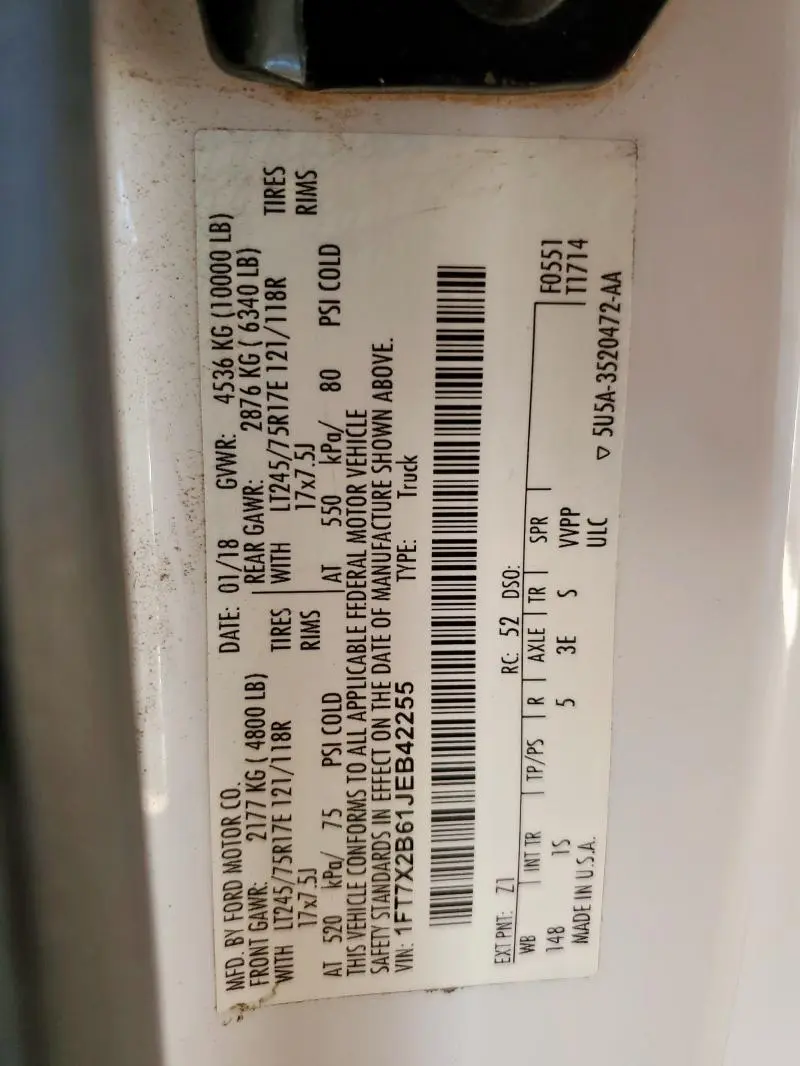 MFD. BY FORD MOTOR CO. DATE: 01/18 GVWR: 4536 KG (10000 LB)
FRONT GAWR: 2177 KG ( 4800 LB) REAR GAWR: 2876 KG ( 6340 LB)
WITH LT245/75R17E 121/118R TIRES WITH LT245/75R17E 121/118R TIRES
17x7.5J RIMS 17x7.5J RIMS
AT 520 kPa/ 75 PSI COLD AT 550 kPa/ 80 PSI COLD
THIS VEHICLE CONFORMS TO ALL APPLICABLE FEDERAL MOTOR VEHICLE
SAFETY STANDARDS IN EFFECT ON THE DATE OF MANUFACTURE SHOWN ABOVE.
VIN: 1FT7X2B61JEB42255 TYPE: Truck
EXT PNT: Z1 RC: 52 DSO: F0551
WB INT TR TP/PS R AXLE TR SPR T1714
148 1S 5 3E S VVPP
MADE IN U.S.A. ULC ▽ 5U5A-3520472-AA